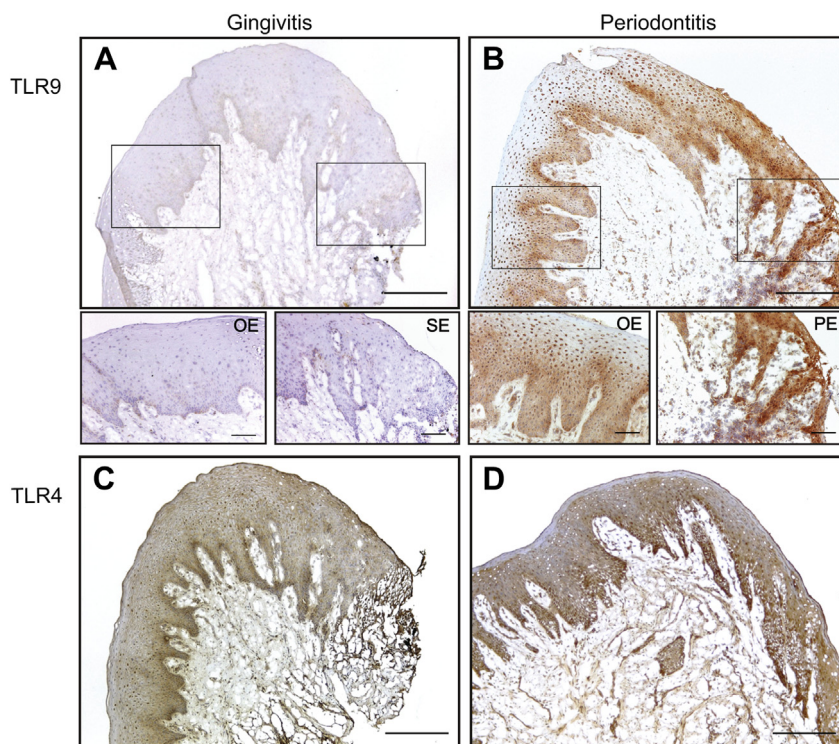 Gingivitis Periodontitis
TLR9
A B
OE SE OE PE
TLR4
C D